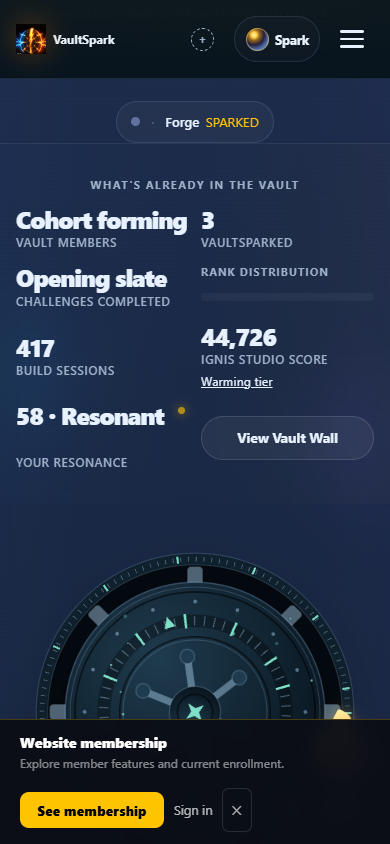 VaultSpark
+
Spark
· Forge SPARKED
WHAT'S ALREADY IN THE VAULT
Cohort forming
VAULT MEMBERS
3
VAULTSPARKED
Opening slate
CHALLENGES COMPLETED
RANK DISTRIBUTION
417
BUILD SESSIONS
44,726
IGNIS STUDIO SCORE
Warming tier
58 · Resonant
YOUR RESONANCE
View Vault Wall
Website membership
Explore member features and current enrollment.
See membership
Sign in
×